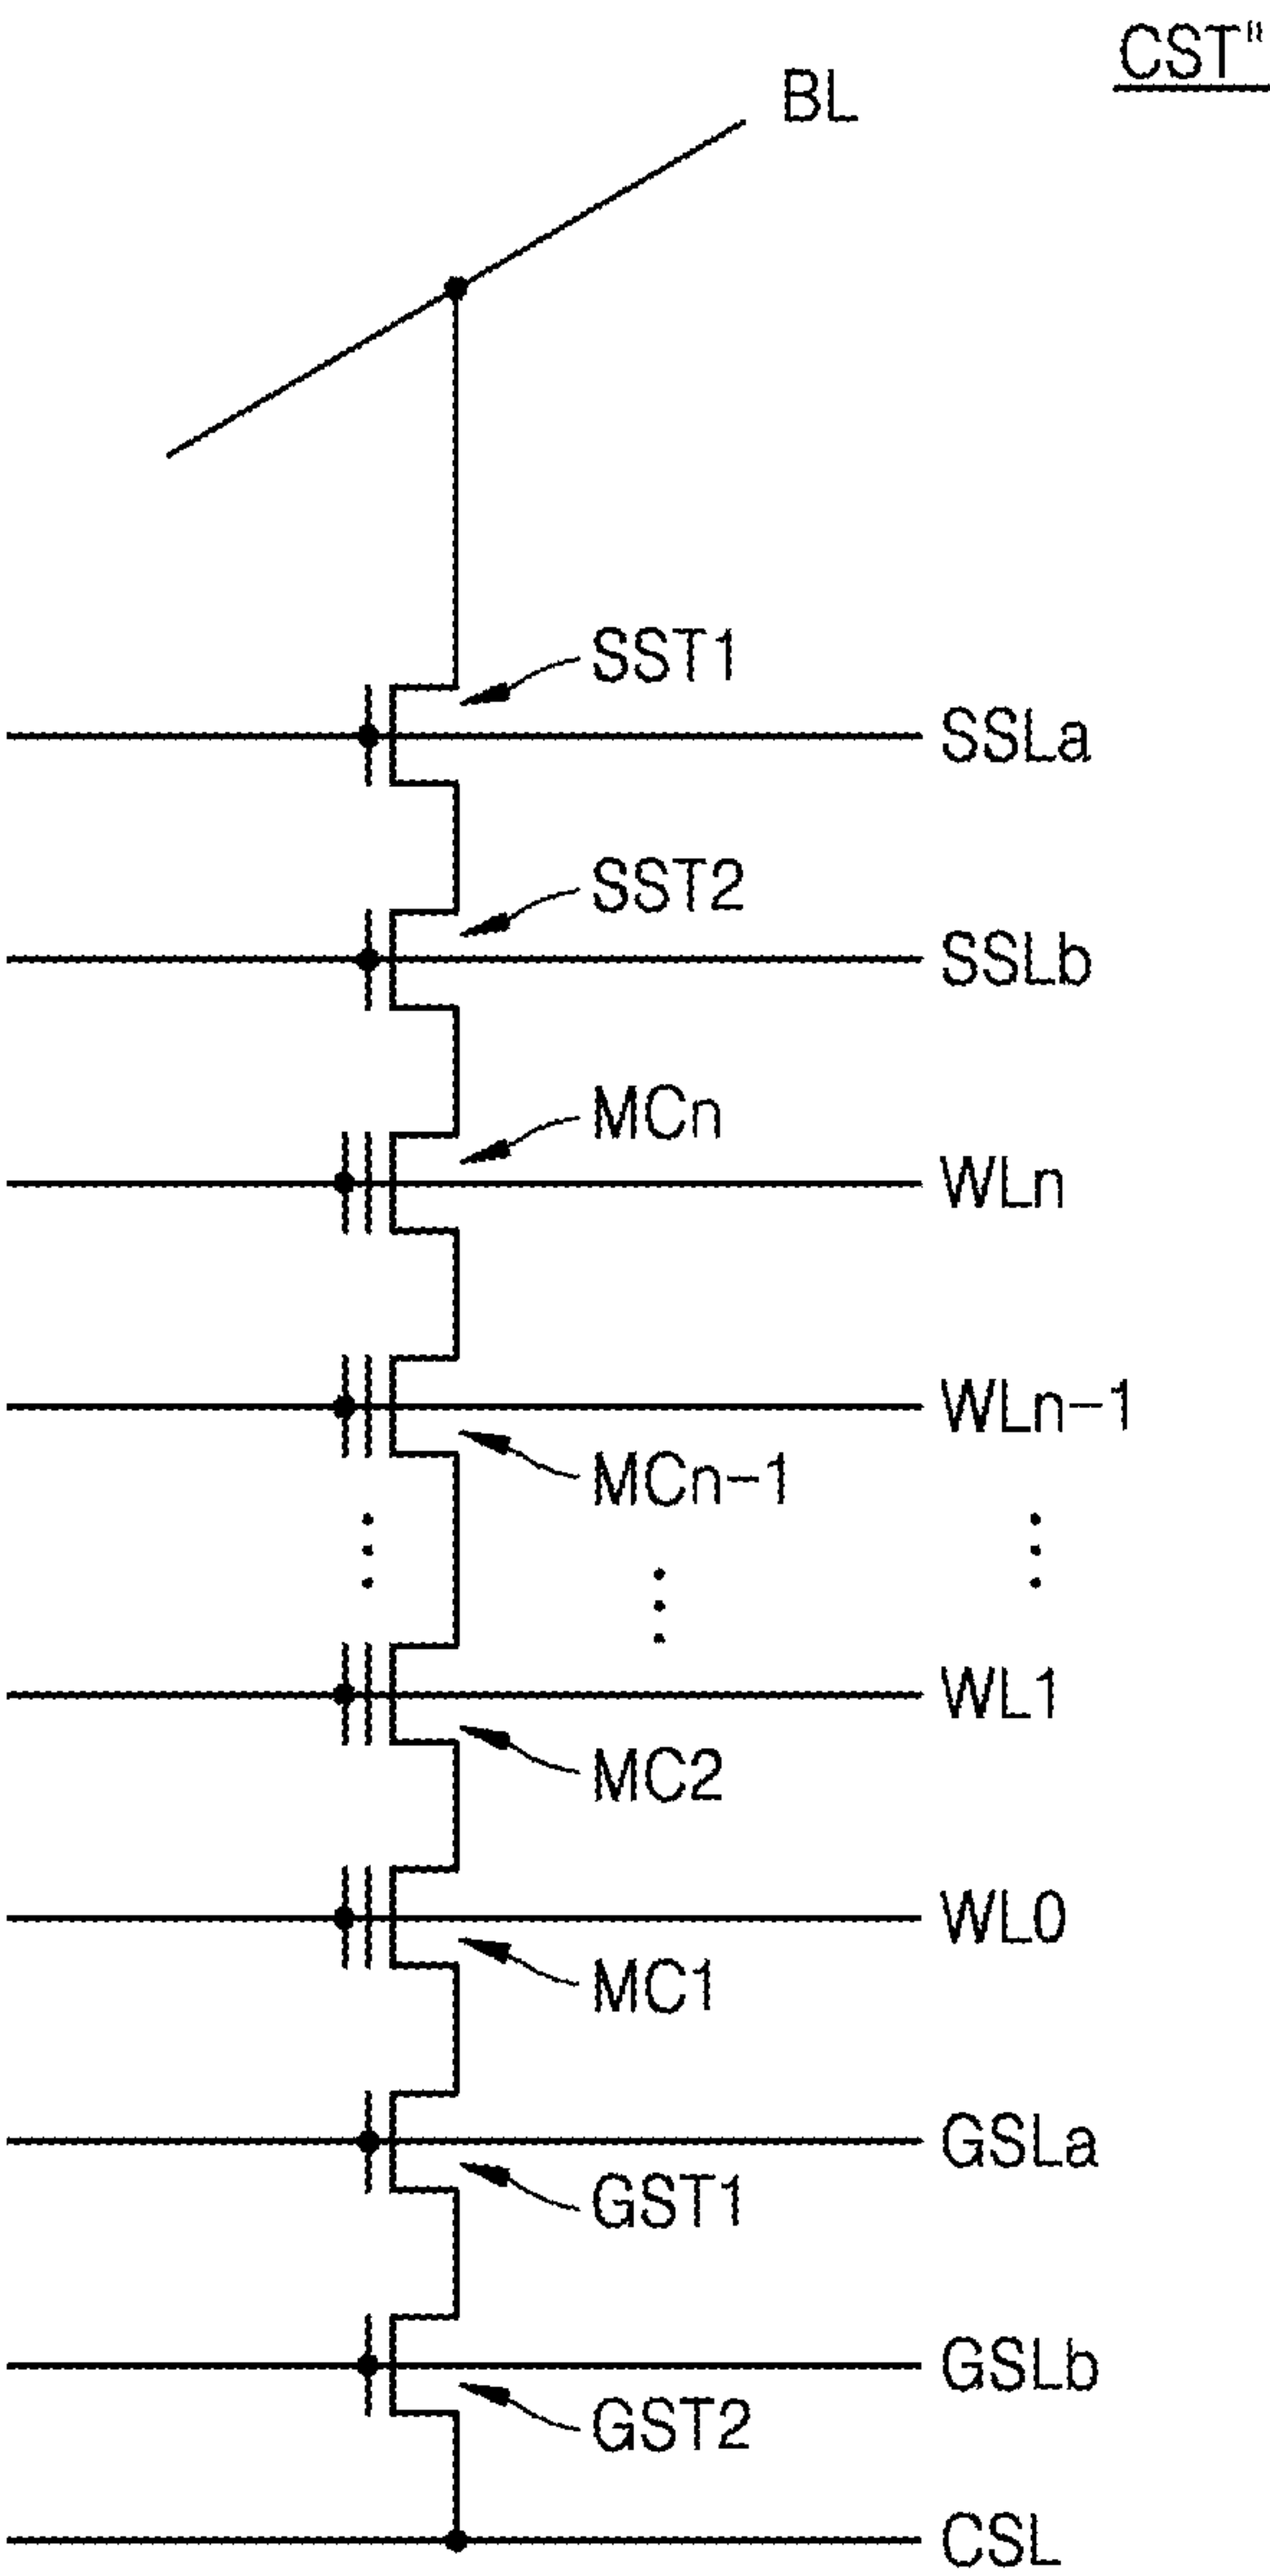 CST"
BL
SST1
SSLa
SST2
SSLb
MCn
WLn
WLn-1
MCn-1
WL1
MC2
WL0
MC1
GSLa
GST1
GSLb
GST2
CSL